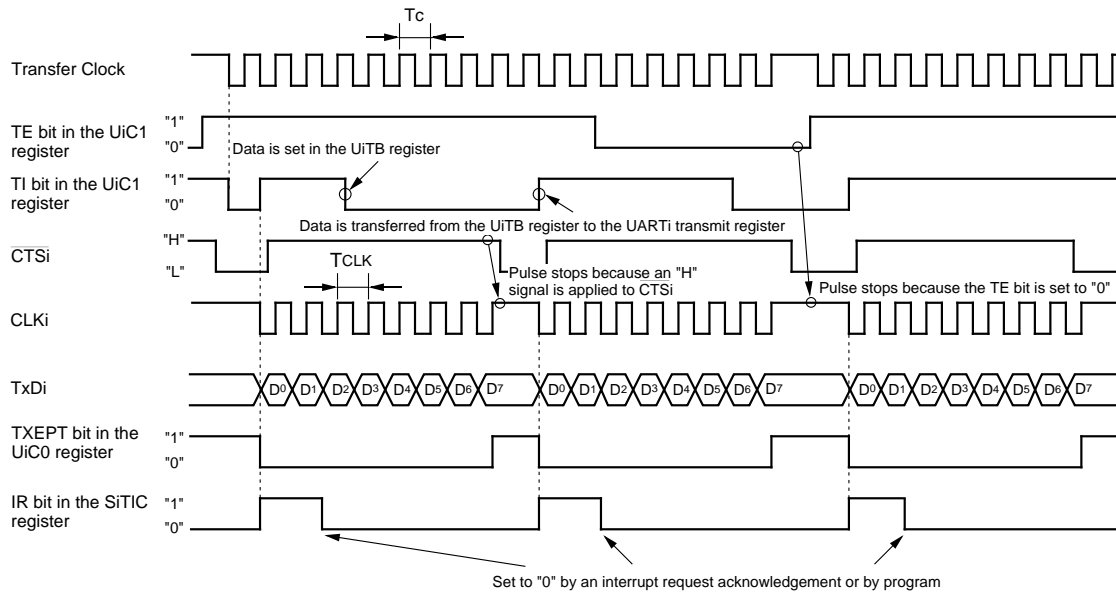 Tc
Transfer Clock
TE bit in the UiC1
register
"1"
"0"
Data is set in the UiTB register
TI bit in the UiC1
register
"1"
"0"
Data is transferred from the UiTB register to the UARTi transmit register
CTSi
"H"
"L"
TCLK
Pulse stops because an "H"
signal is applied to CTSi
Pulse stops because the TE bit is set to "0"
CLKi
TxDi
D0 D1 D2 D3 D4 D5 D6 D7 D0 D1 D2 D3 D4 D5 D6 D7 D0 D1 D2 D3 D4 D5 D6 D7
TXEPT bit in the
UiC0 register
"1"
"0"
IR bit in the SiTIC
register
"1"
"0"
Set to "0" by an interrupt request acknowledgement or by program